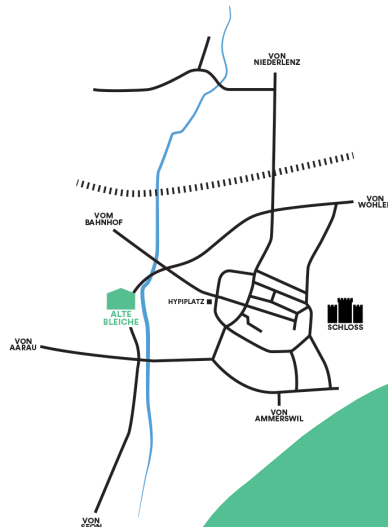 VON
NIEDERLENZ
VON
WOHLEN
VOM
BAHNHOF
HYPIPLATZ
ALTE
BLEICHE
SCHLOSS
VON
AARAU
VON
AMMERSWIL
VON
SEON